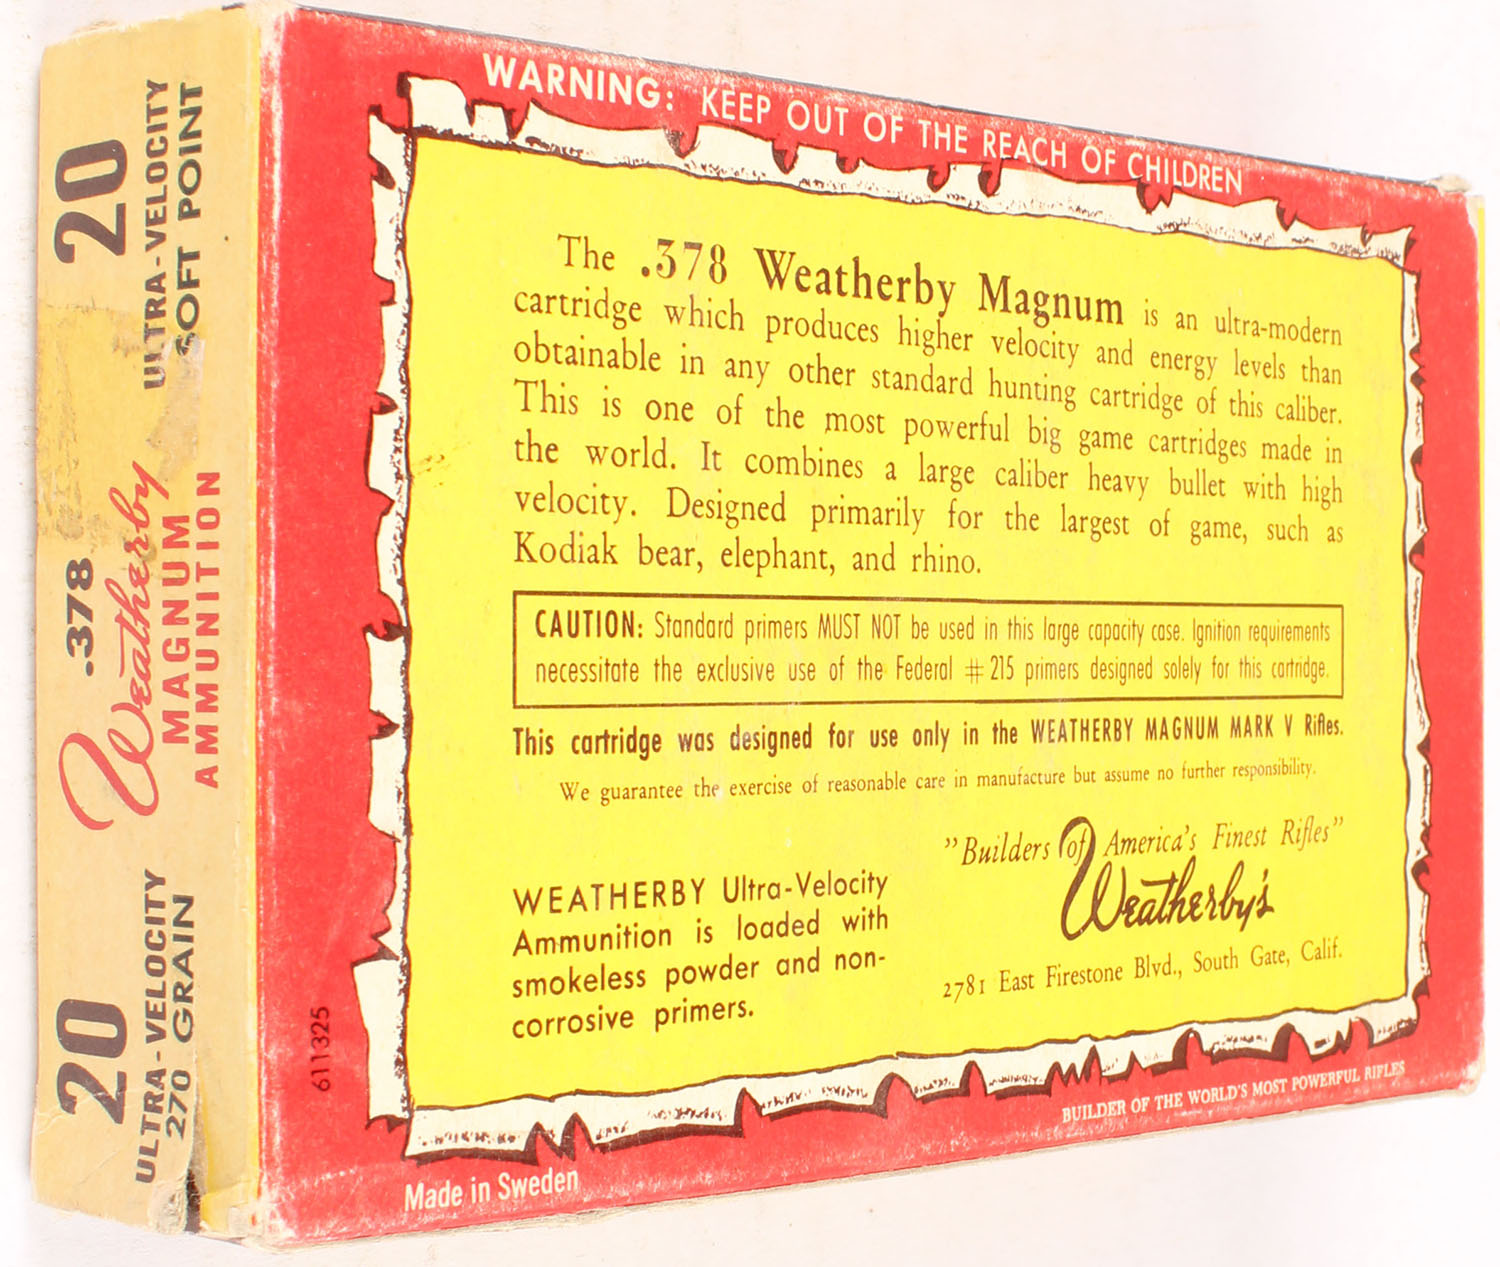 WARNING: KEEP OUT OF THE REACH OF CHILDREN
The .378 Weatherby Magnum is an ultra-modern
cartridge which produces higher velocity and energy levels than
obtainable in any other standard hunting cartridge of this caliber.
This is one of the most powerful big game cartridges made in
the world. It combines a large caliber heavy bullet with high
velocity. Designed primarily for the largest of game, such as
Kodiak bear, elephant, and rhino.
CAUTION: Standard primers MUST NOT be used in this large capacity case. Ignition requirements
necessitate the exclusive use of the Federal # 215 primers designed solely for this cartridge.
This cartridge was designed for use only in the WEATHERBY MAGNUM MARK V Rifles.
We guarantee the exercise of reasonable care in manufacture but assume no further responsibility.
WEATHERBY Ultra-Velocity
Ammunition is loaded with
smokeless powder and non-
corrosive primers.
"Builders of America's Finest Rifles"
Weatherby's
2781 East Firestone Blvd., South Gate, Calif.
BUILDER OF THE WORLD'S MOST POWERFUL RIFLES
Made in Sweden
611325
20
ULTRA-VELOCITY
270 GRAIN
.378
Weatherby
MAGNUM
AMMUNITION
20
ULTRA-VELOCITY
SOFT POINT